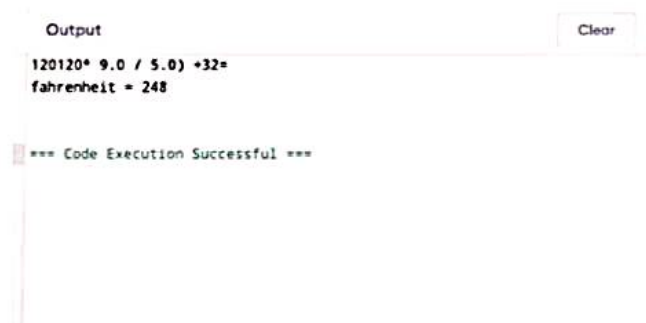 Output
Clear
120120* 9.0 / 5.0) +32=
fahrenheit = 248
=== Code Execution Successful ===